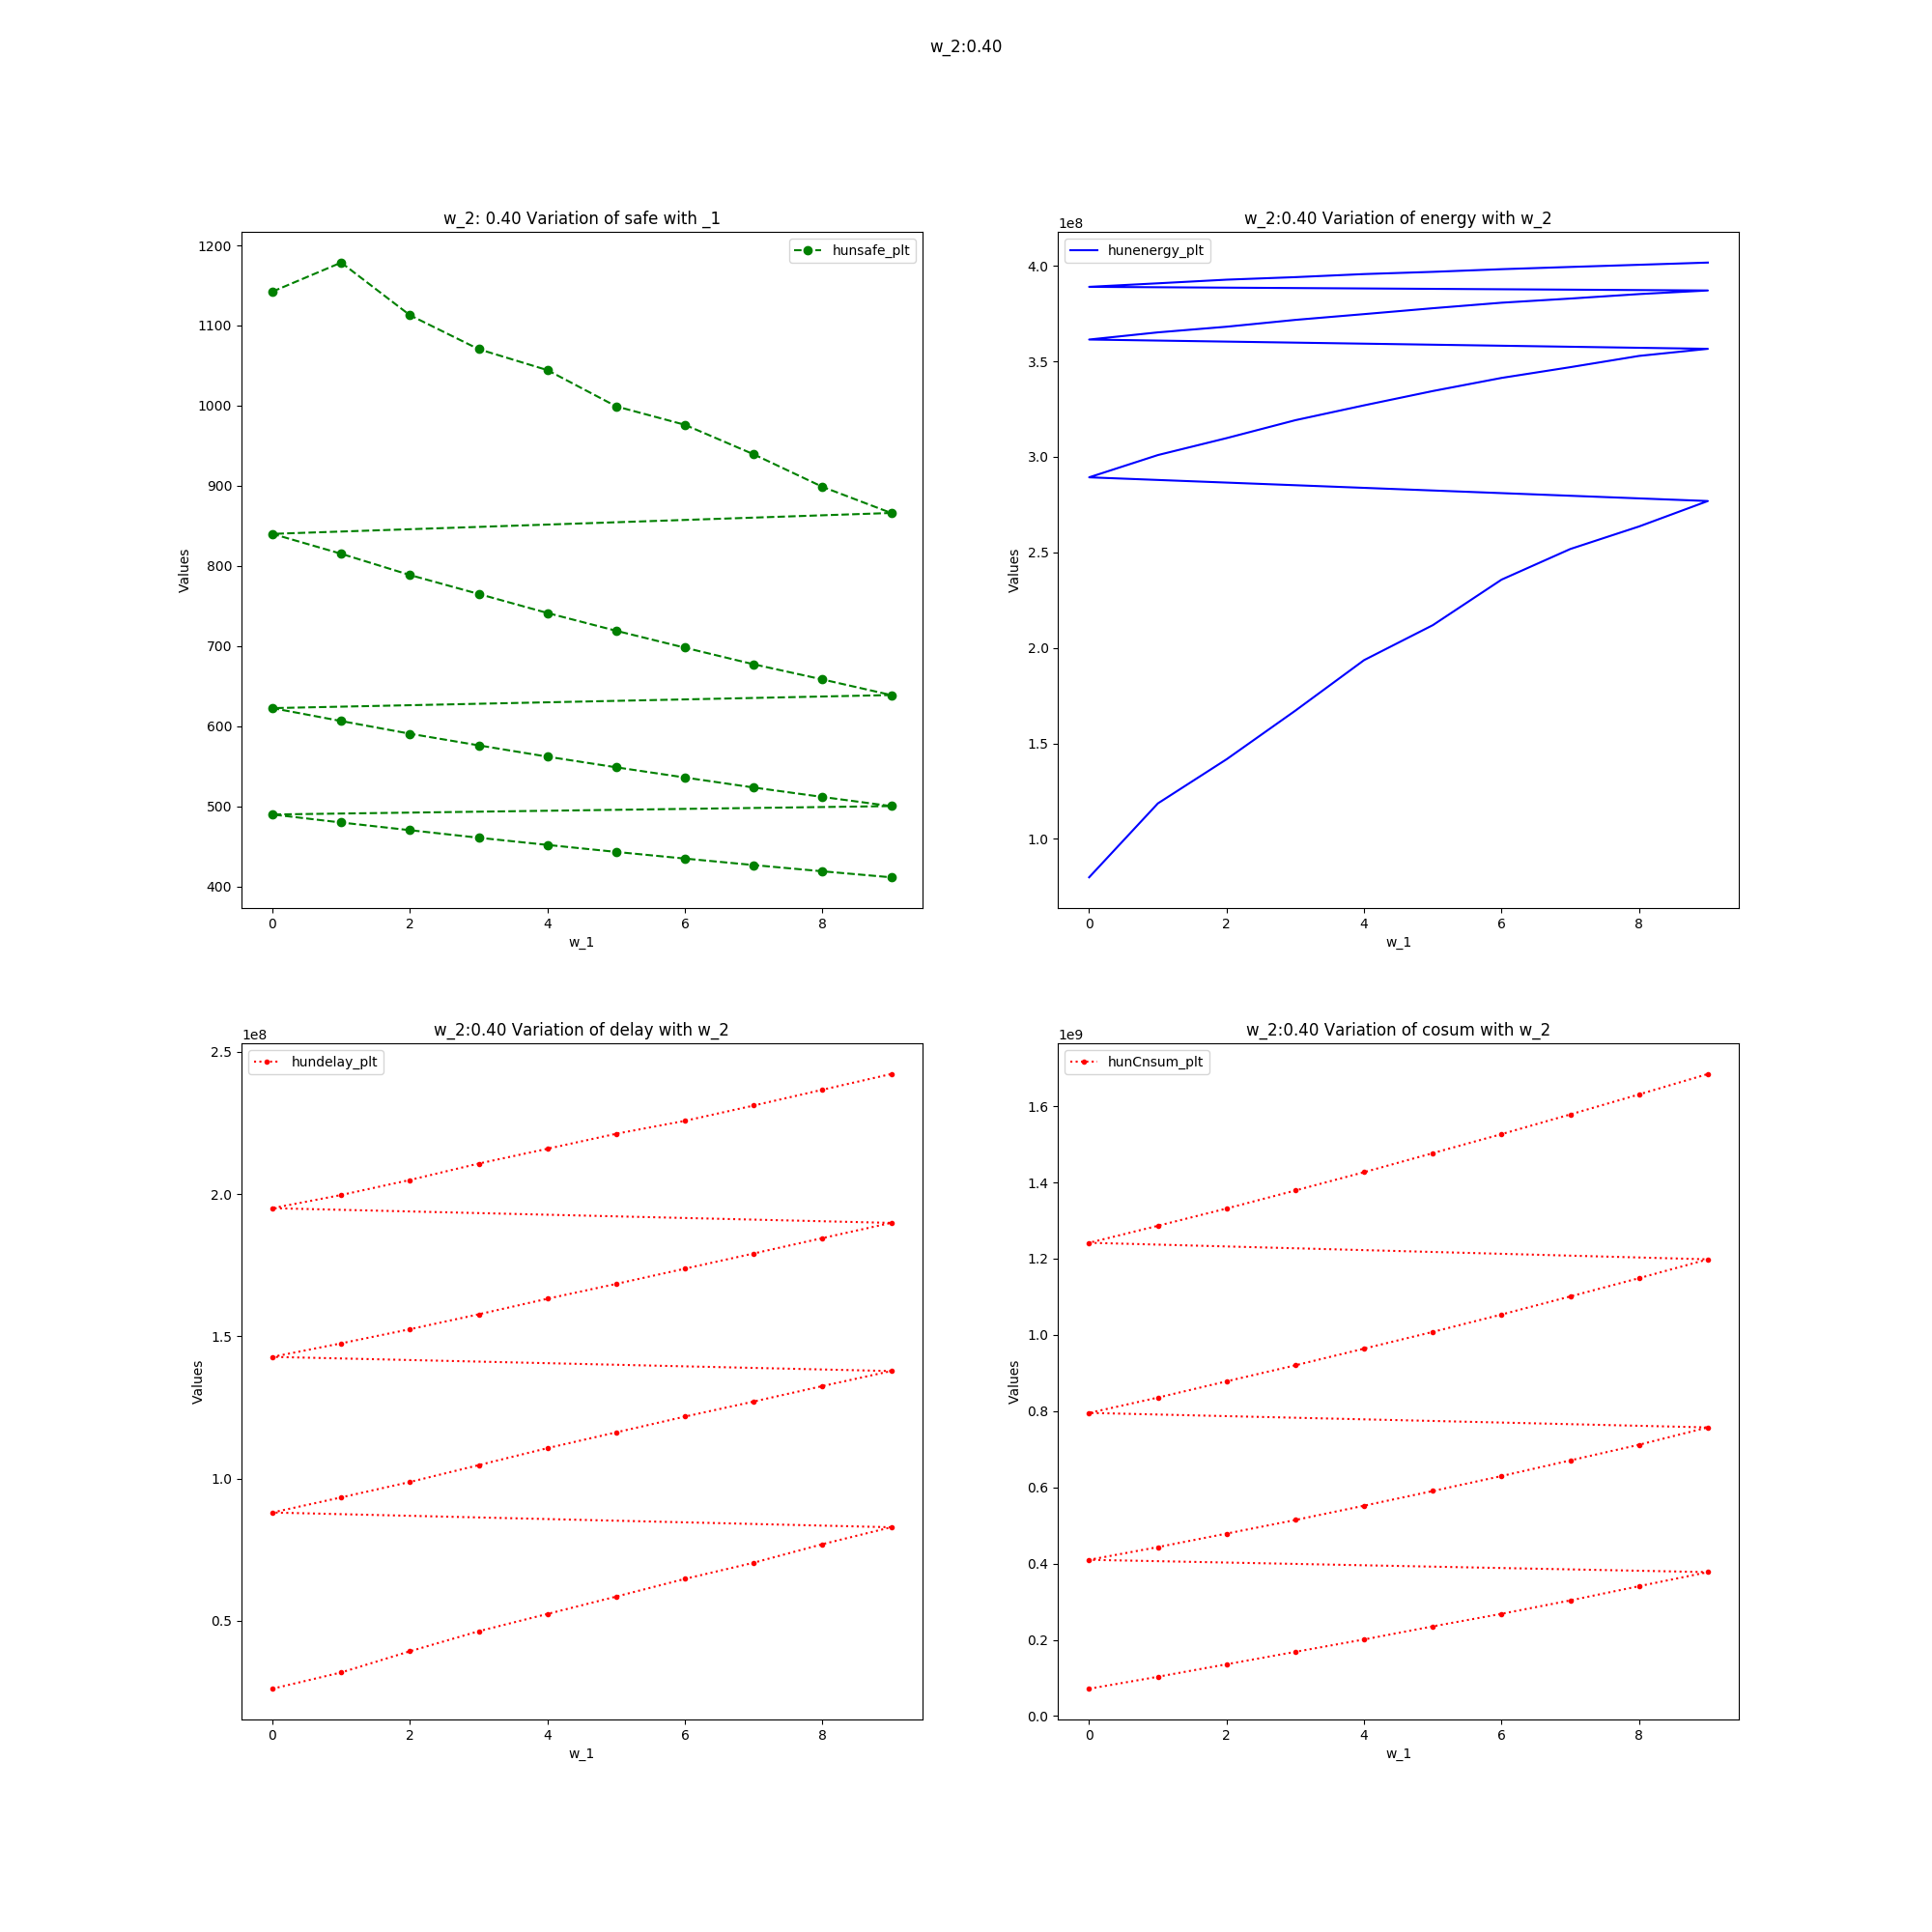 w_2:0.40
w_2: 0.40 Variation of safe with _1
hunsafe_plt
1200
1100
1000
900
800
700
600
500
400
Values
0 2 4 6 8
w_1
w_2:0.40 Variation of energy with w_2
1e8
hunenergy_plt
4.0
3.5
3.0
2.5
2.0
1.5
1.0
Values
0 2 4 6 8
w_1
w_2:0.40 Variation of delay with w_2
1e8
hundelay_plt
2.5
2.0
1.5
1.0
0.5
Values
0 2 4 6 8
w_1
w_2:0.40 Variation of cosum with w_2
1e9
hunCnsum_plt
1.6
1.4
1.2
1.0
0.8
0.6
0.4
0.2
0.0
Values
0 2 4 6 8
w_1